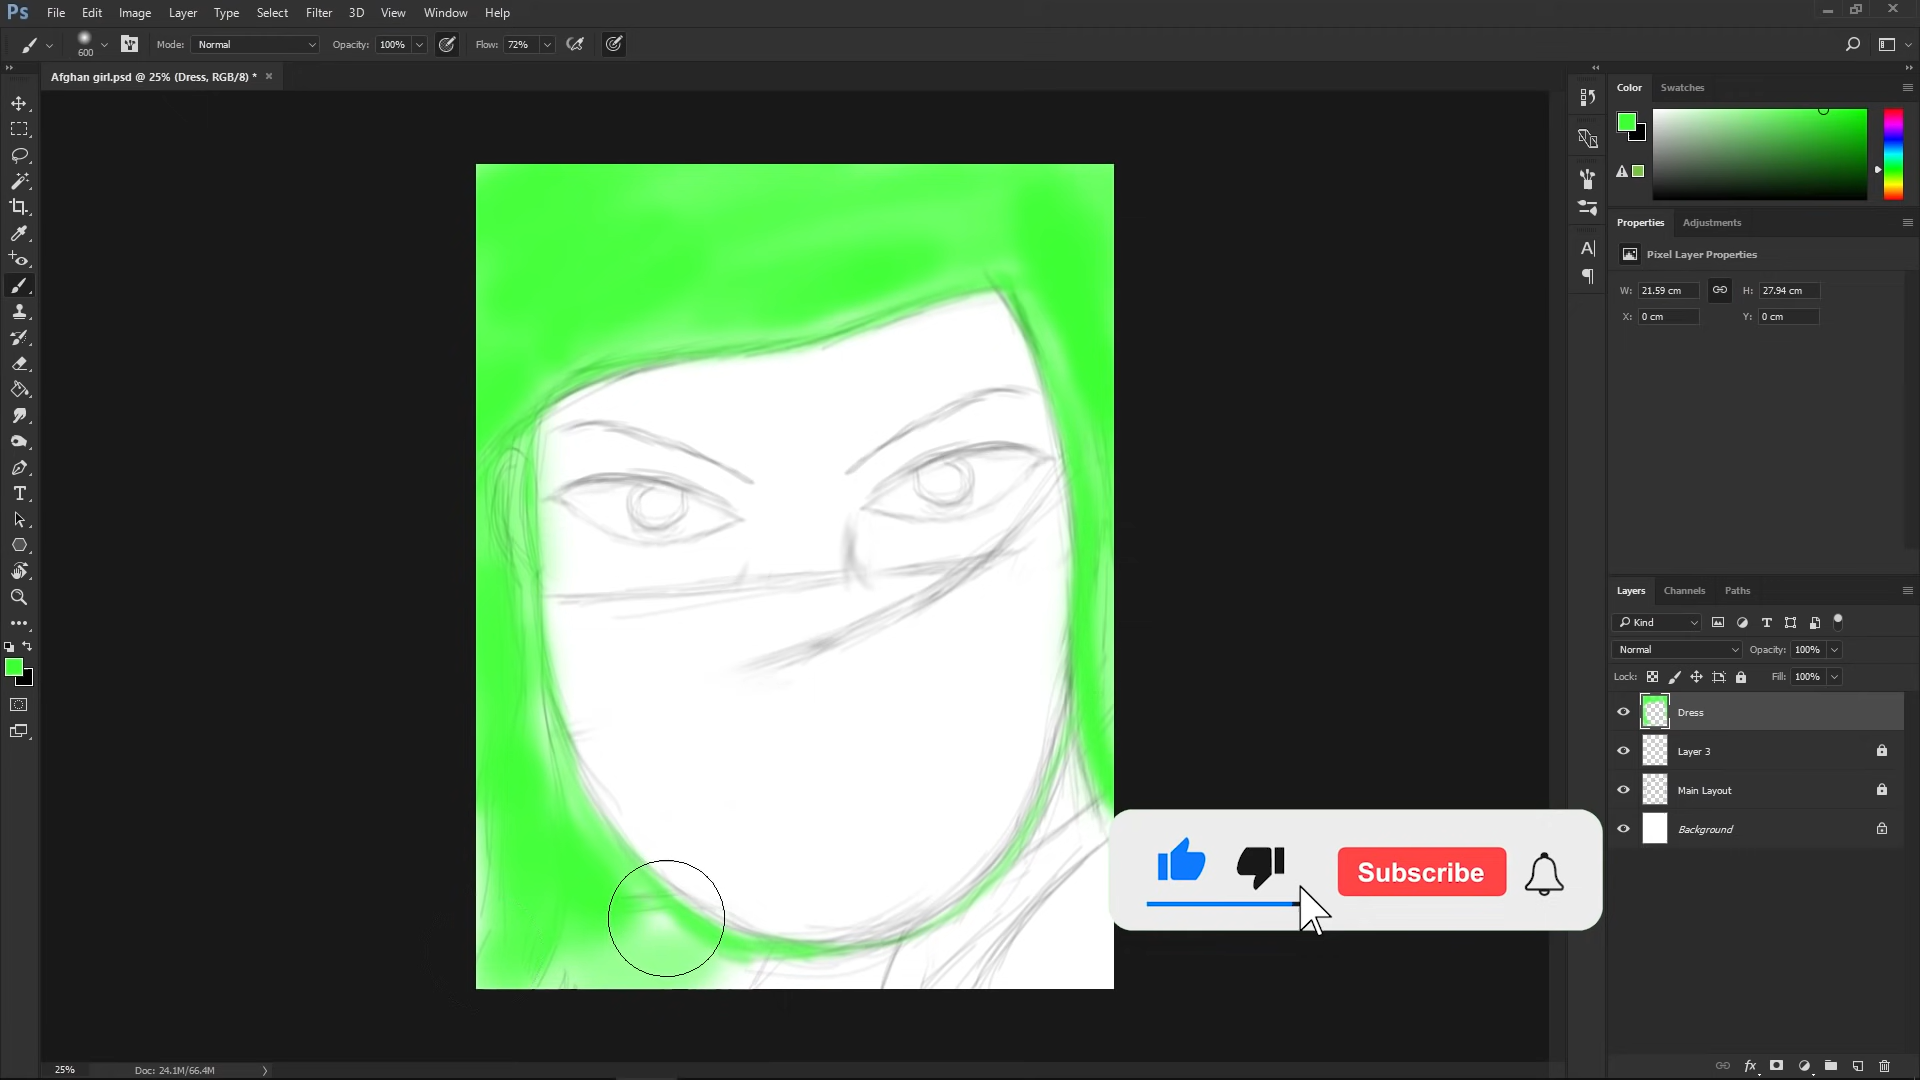 Ps File Edit Image Layer Type Select Filter 3D View Window Help
600 Mode: Normal Opacity: 100% Flow: 72%
Afghan girl.psd @ 25% (Dress, RGB/8) * ×
Color Swatches
Properties Adjustments
Pixel Layer Properties
W: 21.59 cm H: 27.94 cm
X: 0 cm Y: 0 cm
Layers Channels Paths
Kind
Normal Opacity: 100%
Lock: Fill: 100%
Dress
Layer 3
Main Layout
Background
Subscribe
25% Doc: 24.1M/66.4M